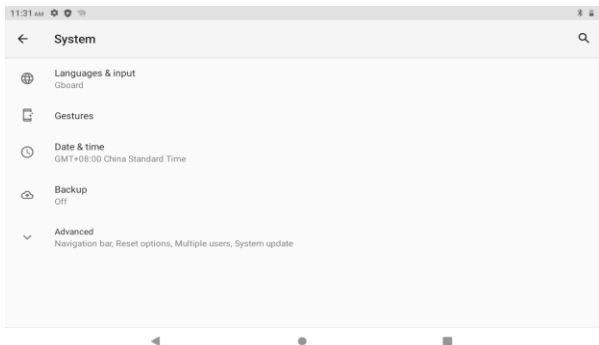 11:31 AM
System
Languages & input
Gboard
Gestures
Date & time
GMT+08:00 China Standard Time
Backup
Off
Advanced
Navigation bar, Reset options, Multiple users, System update